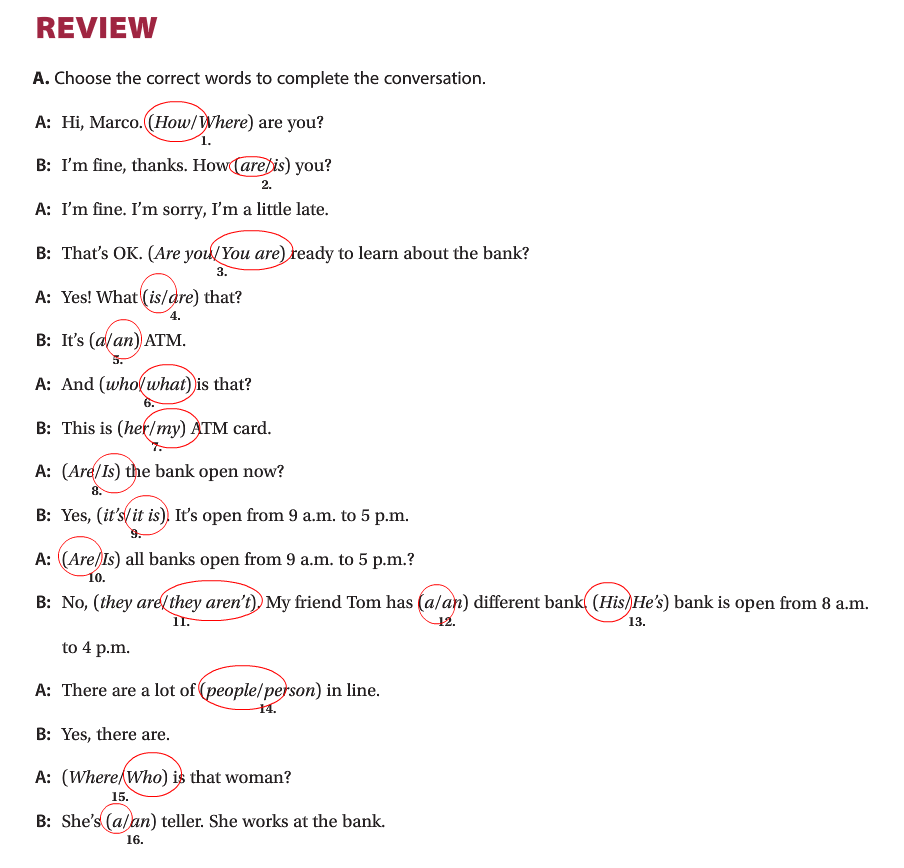 REVIEW
A. Choose the correct words to complete the conversation.
A: Hi, Marco. (How/Where) are you?
1.
B: I'm fine, thanks. How (are/is) you?
2.
A: I'm fine. I'm sorry, I'm a little late.
B: That's OK. (Are you/You are) ready to learn about the bank?
3.
A: Yes! What (is/are) that?
4.
B: It's (a/an) ATM.
5.
A: And (who/what) is that?
6.
B: This is (her/my) ATM card.
7.
A: (Are/Is) the bank open now?
8.
B: Yes, (it's/it is). It's open from 9 a.m. to 5 p.m.
9.
A: (Are/Is) all banks open from 9 a.m. to 5 p.m.?
10.
B: No, (they are/they aren't). My friend Tom has (a/an) different bank. (His/He's) bank is open from 8 a.m.
11. 12. 13.
to 4 p.m.
A: There are a lot of (people/person) in line.
14.
B: Yes, there are.
A: (Where/Who) is that woman?
15.
B: She's (a/an) teller. She works at the bank.
16.